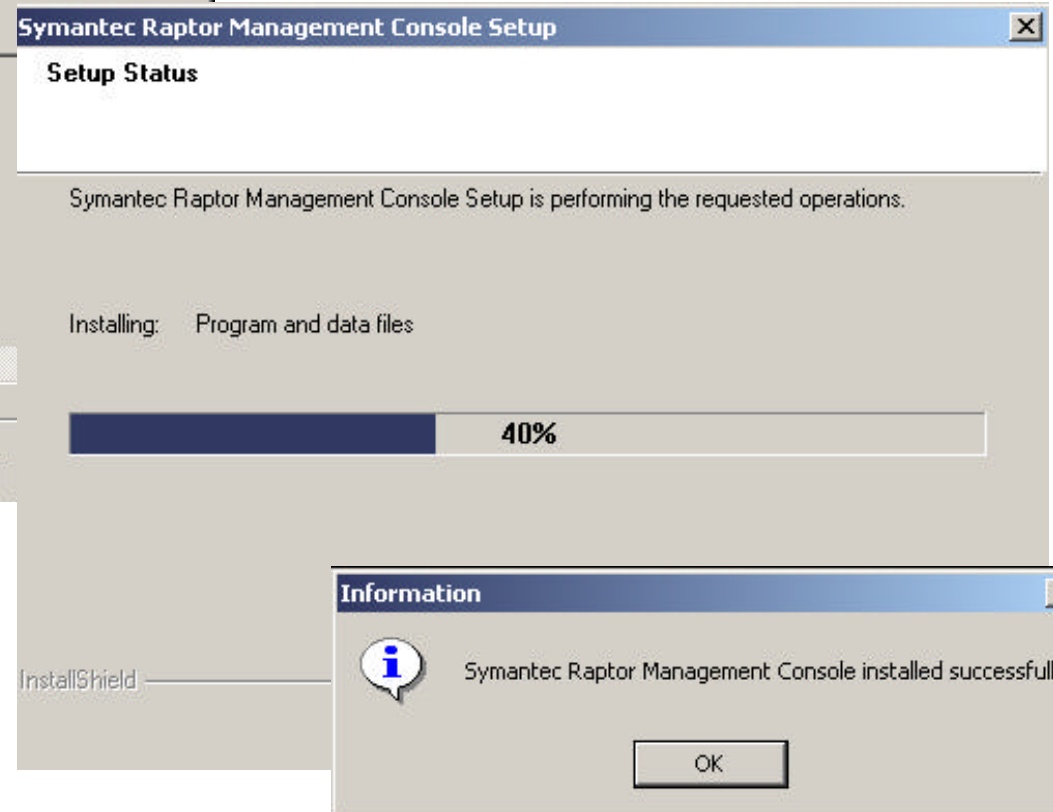 Symantec Raptor Management Console Setup
Setup Status
Symantec Raptor Management Console Setup is performing the requested operations.
Installing: Program and data files
40%
InstallShield
Information
Symantec Raptor Management Console installed successfull
OK